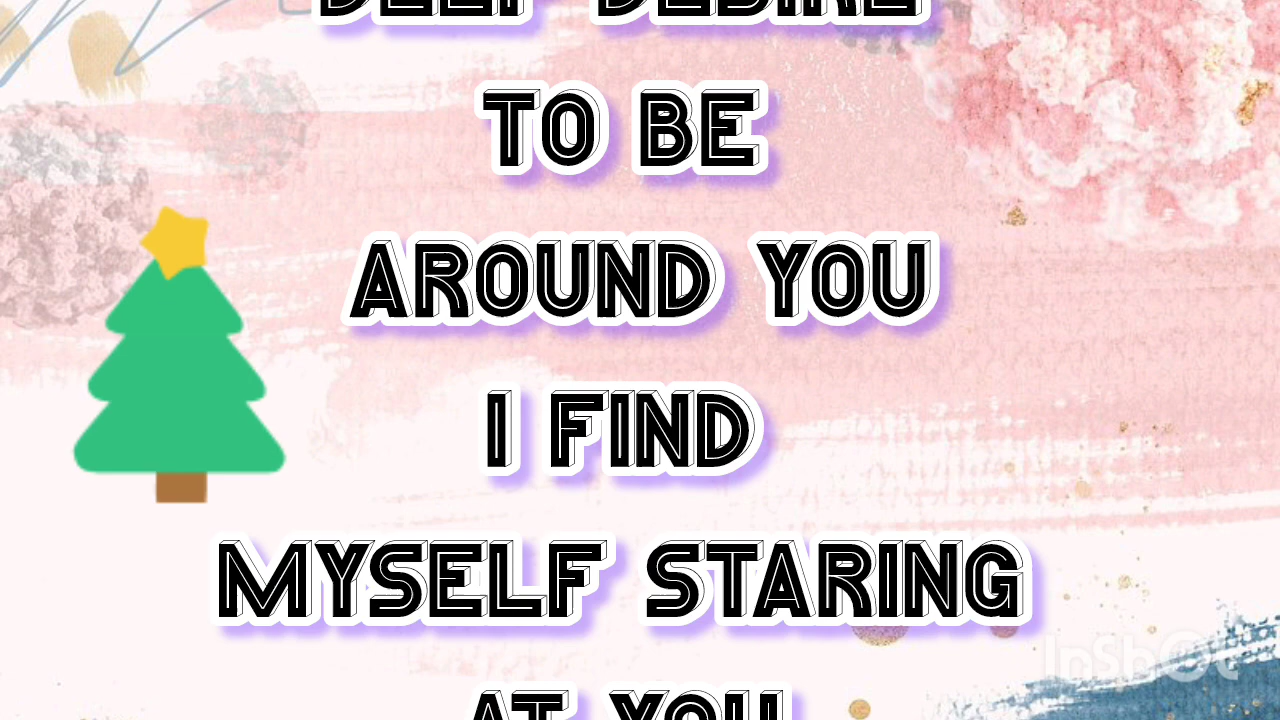 DEEP DESIRE
TO BE
AROUND YOU
I FIND
MYSELF STARING
AT YOU
InShOt